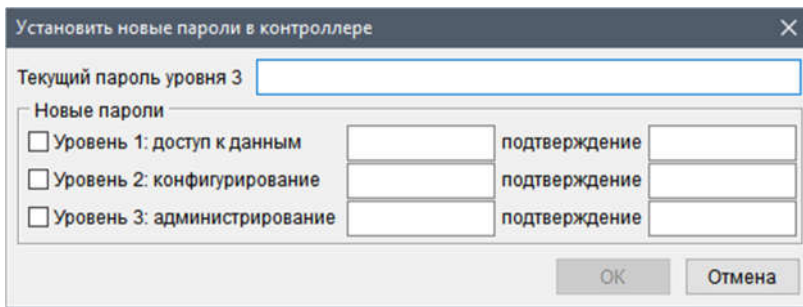 Установить новые пароли в контроллере
Текущий пароль уровня 3
Новые пароли
Уровень 1: доступ к данным подтверждение
Уровень 2: конфигурирование подтверждение
Уровень 3: администрирование подтверждение
OK Отмена